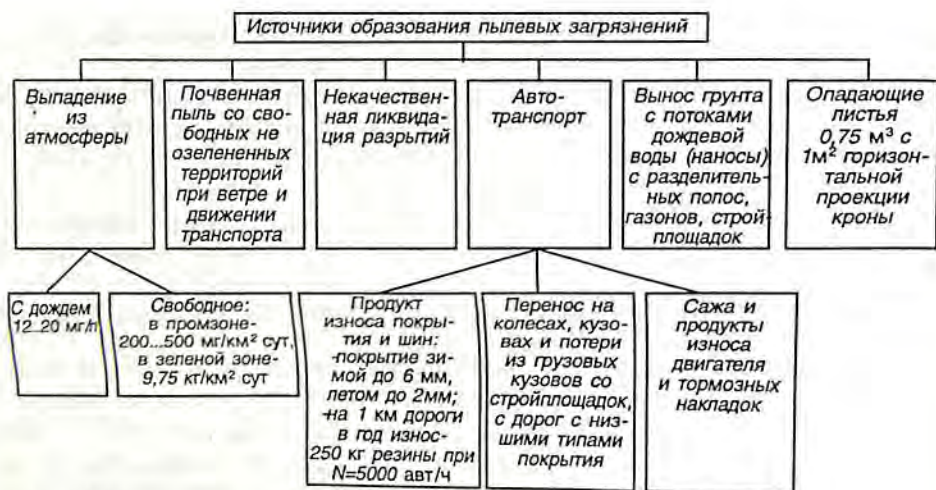 Источники образования пылевых загрязнений
Выпадение
из
атмосферы
Почвенная
пыль со сво-
бодных не
озелененных
территорий
при ветре и
движении
транспорта
Некачествен-
ная ликвида-
ция разрытий
Авто-
транспорт
Вынос грунта
с потоками
дождевой
воды (наносы)
с разделитель-
ных полос,
газонов, строй-
площадок
Опадающие
листья
0,75 м³ с
1м² горизон-
тальной
проекции
кроны
С дождем
12...20 мг/л
Свободное:
в промзоне-
200...500 мг/км² сут,
в зеленой зоне-
9,75 кг/км² сут
Продукт
износа покры-
тия и шин:
-покрытие зи-
мой до 6 мм,
летом до 2мм;
-на 1 км дороги
в год износ-
250 кг резины при
N=5000 авт/ч
Перенос на
колесах, кузо-
вах и потери
из грузовых
кузовов со
стройплощадок,
с дорог с низ-
шими типами
покрытия
Сажа и
продукты
износа
двигателя
и тормозных
накладок